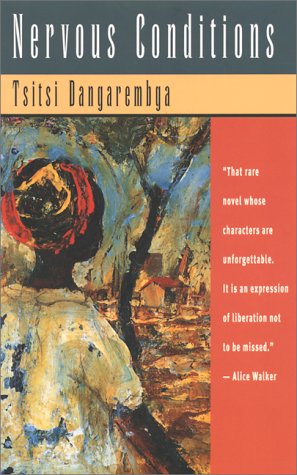 Nervous Conditions
Tsitsi Dangarembga
"That rare
novel whose
characters are
unforgettable.
It is an expression
of liberation not
to be missed."
— Alice Walker